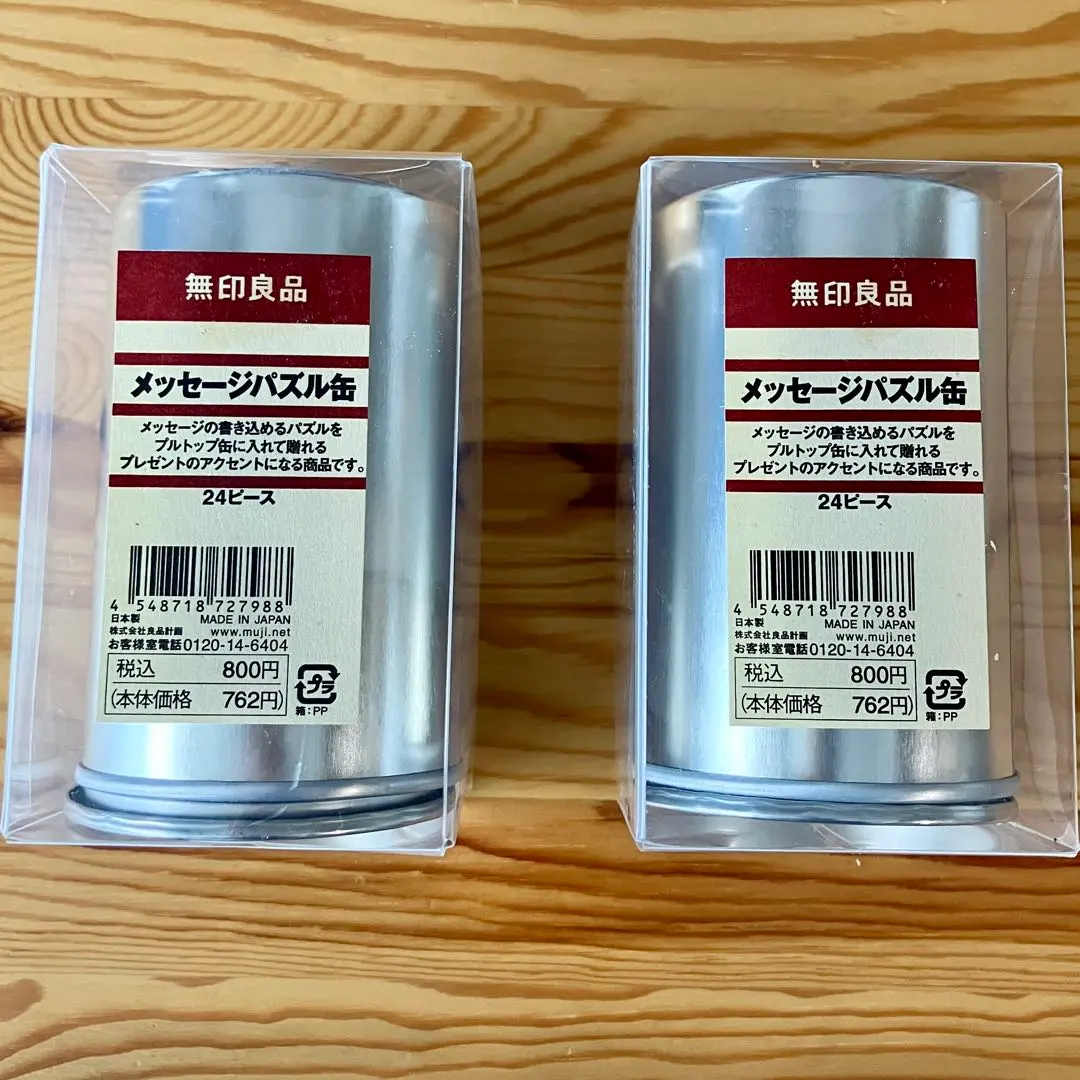 無印良品
メッセージパズル缶
メッセージの書き込めるパズルを
プルトップ缶に入れて贈れる
プレゼントのアクセントになる商品です。
24ピース
4 548718 727988
日本製 MADE IN JAPAN
株式会社良品計画 www.muji.net
お客様室電話0120-14-6404
税込 800円
(本体価格 762円)
プラ
箱:PP
無印良品
メッセージパズル缶
メッセージの書き込めるパズルを
プルトップ缶に入れて贈れる
プレゼントのアクセントになる商品です。
24ピース
4 548718 727988
日本製 MADE IN JAPAN
株式会社良品計画 www.muji.net
お客様室電話0120-14-6404
税込 800円
(本体価格 762円)
プラ
箱:PP